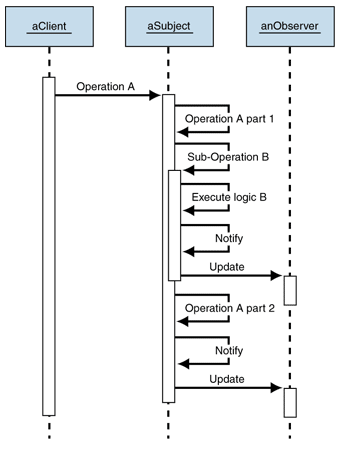 aClient
aSubject
anObserver
Operation A
Operation A part 1
Sub-Operation B
Execute logic B
Notify
Update
Operation A part 2
Notify
Update